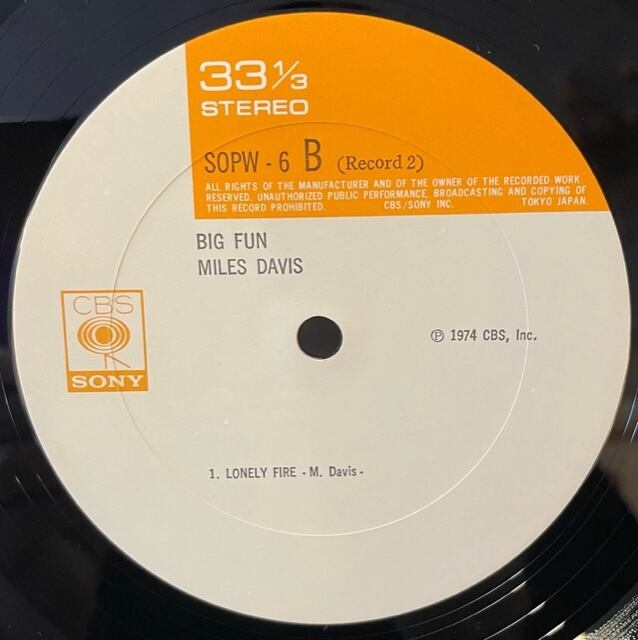 33 1/3
STEREO
SOPW - 6 B (Record 2)
ALL RIGHTS OF THE MANUFACTURER AND OF THE OWNER OF THE RECORDED WORK
RESERVED. UNAUTHORIZED PUBLIC PERFORMANCE, BROADCASTING AND COPYING OF
THIS RECORD PROHIBITED. CBS/SONY INC. TOKYO JAPAN.
BIG FUN
MILES DAVIS
CBS
SONY
℗ 1974 CBS, Inc.
1. LONELY FIRE - M. Davis -